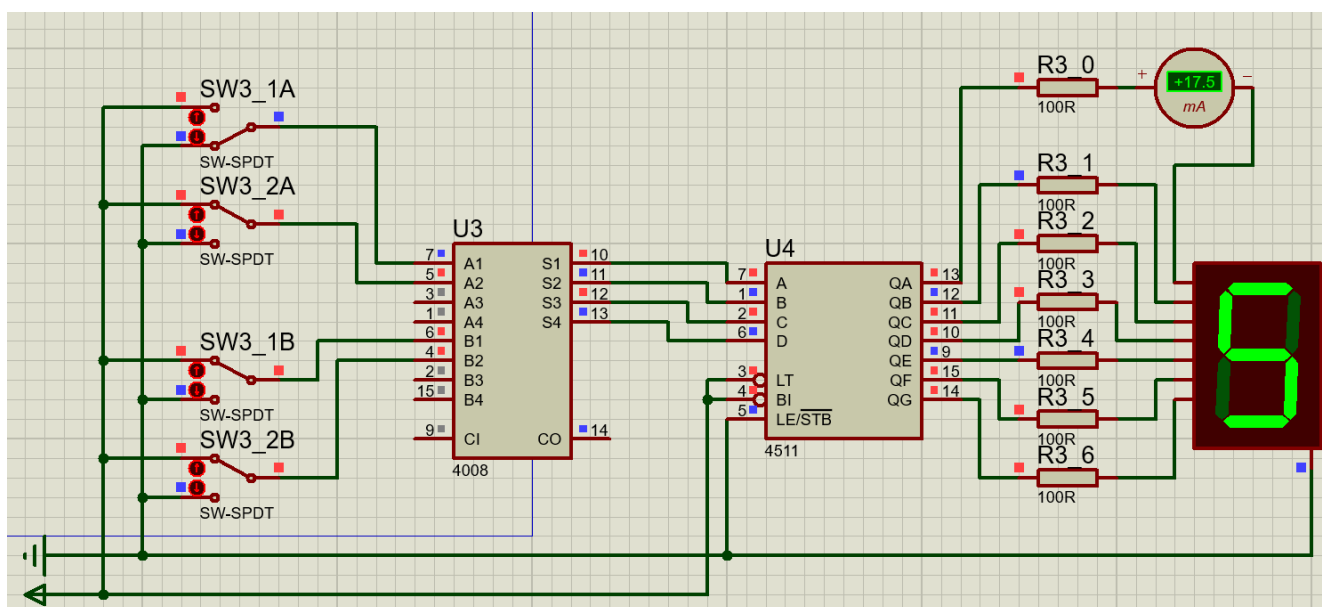 SW3_1A
SW-SPDT
SW3_2A
SW-SPDT
SW3_1B
SW-SPDT
SW3_2B
SW-SPDT
U3
7 A1 S1 10
5 A2 S2 11
3 A3 S3 12
1 A4 S4 13
6 B1
4 B2
2 B3
15 B4
9 CI CO 14
4008
U4
7 A QA 13
1 B QB 12
2 C QC 11
6 D QD 10
QE 9
3 LT QF 15
4 BI QG 14
5 LE/STB
4511
R3_0
100R
+ +17.5 −
mA
R3_1
100R
R3_2
100R
R3_3
100R
R3_4
100R
R3_5
100R
R3_6
100R
5